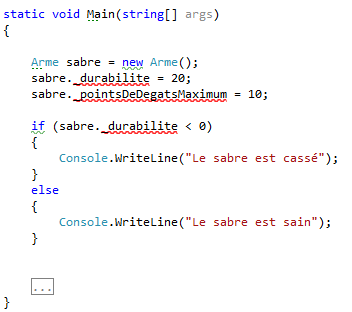 static void Main(string[] args)
{
Arme sabre = new Arme();
sabre._durabilite = 20;
sabre._pointsDeDegatsMaximum = 10;
if (sabre._durabilite < 0)
{
Console.WriteLine("Le sabre est cassé");
}
else
{
Console.WriteLine("Le sabre est sain");
}
...
}